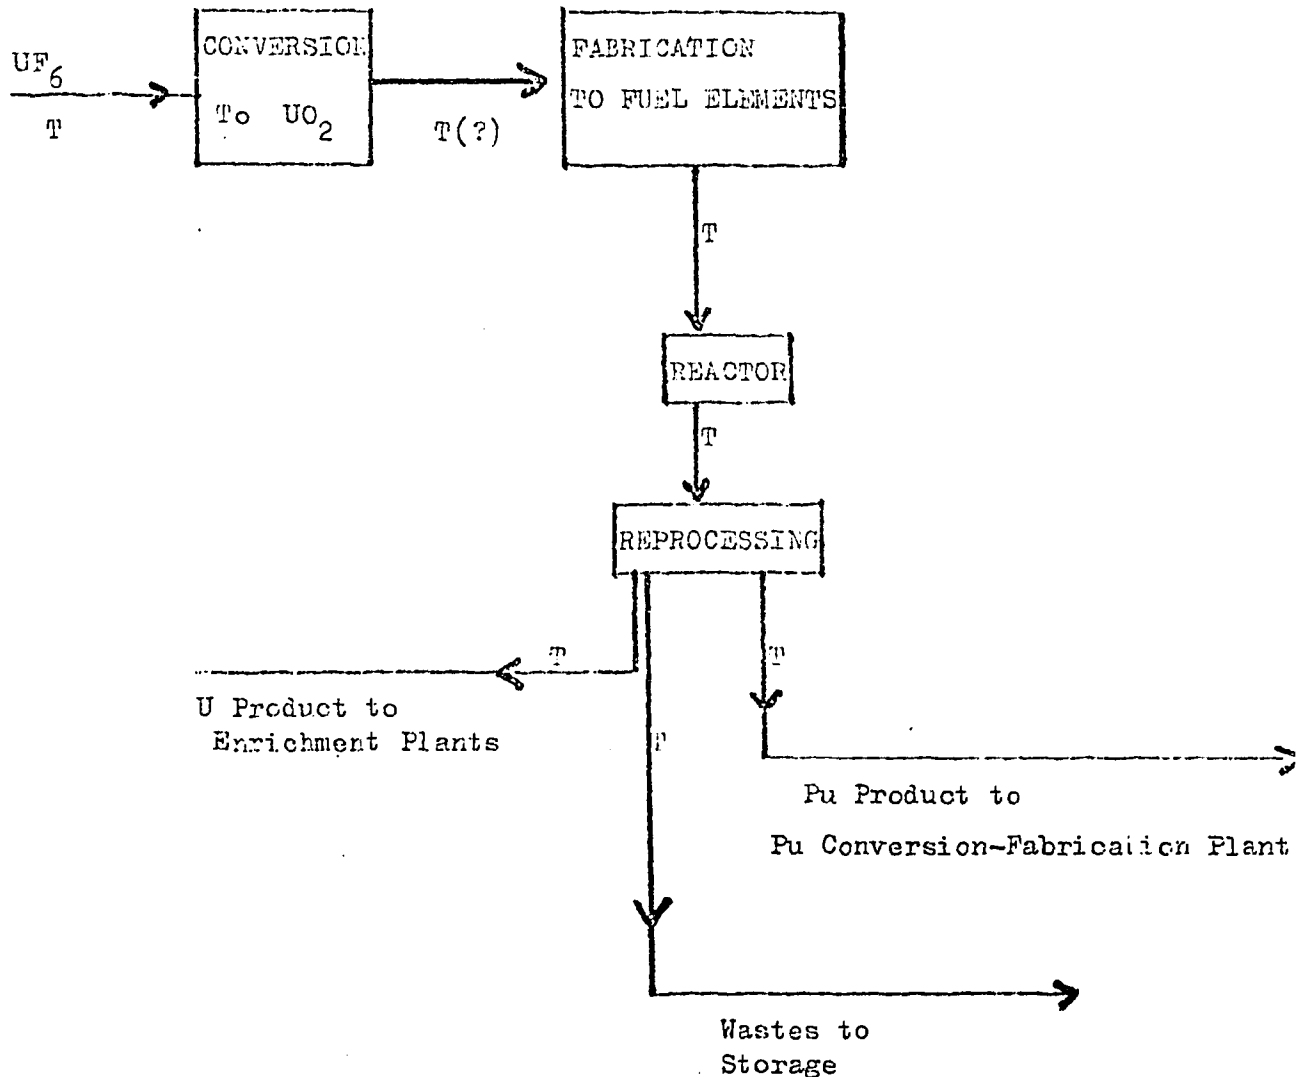 UF6
T
CONVERSION
To UO2
T(?)
FABRICATION
TO FUEL ELEMENTS
T
REACTOR
T
REPROCESSING
T
T
U Product to
Enrichment Plants
T
Pu Product to
Pu Conversion-Fabrication Plant
Wastes to
Storage